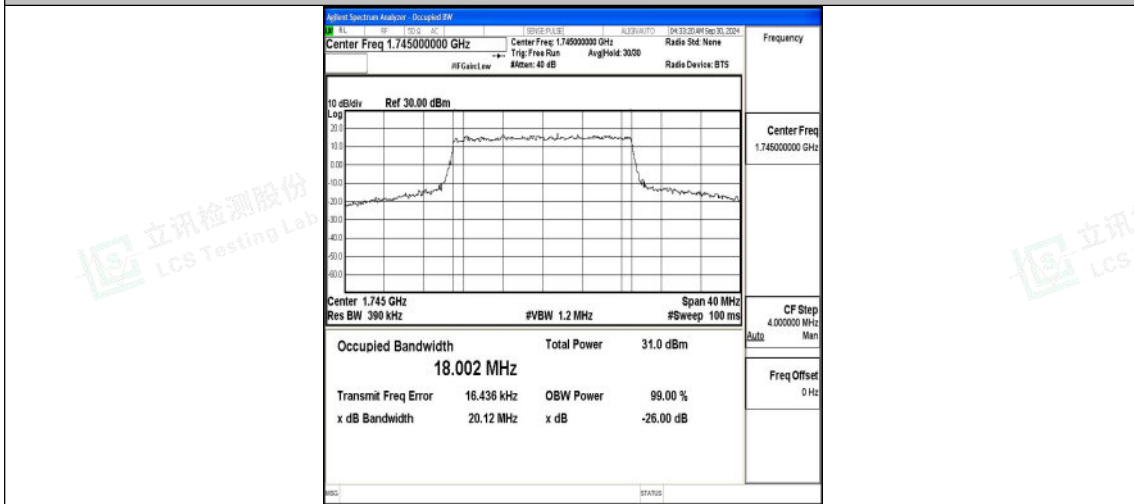 Agilent Spectrum Analyzer - Occupied BW
RL RF 50 Ω AC SENSE:PULSE ALIGNAUTO 04:33:20 AM Sep 30, 2024
Center Freq 1.745000000 GHz
Center Freq: 1.745000000 GHz
Radio Std: None
Trig: Free Run Avg|Hold: 30/30
#IFGain:Low #Atten: 40 dB Radio Device: BTS
Frequency
10 dB/div Ref 30.00 dBm
Log
20.0
10.0
0.00
-10.0
-20.0
-30.0
-40.0
-50.0
-60.0
Center Freq
1.745000000 GHz
Center 1.745 GHz Span 40 MHz
Res BW 390 kHz #VBW 1.2 MHz #Sweep 100 ms
CF Step
4.000000 MHz
Auto Man
Occupied Bandwidth Total Power 31.0 dBm
18.002 MHz
Transmit Freq Error 16.436 kHz OBW Power 99.00 %
x dB Bandwidth 20.12 MHz x dB -26.00 dB
Freq Offset
0 Hz
MSG STATUS
立讯检测股份
LCS Testing Lab
立讯
LCS